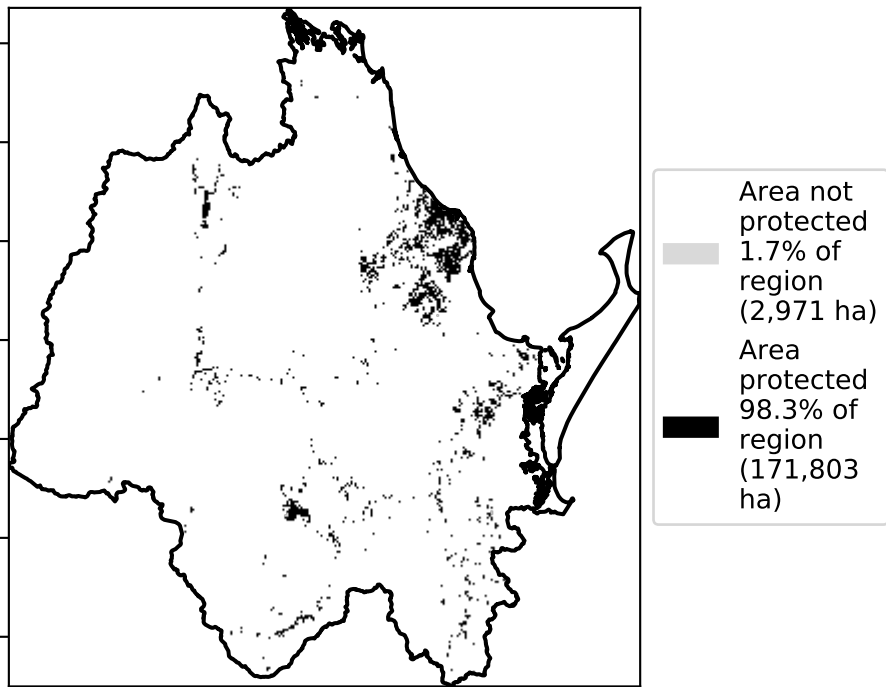 Area not
protected
1.7% of
region
(2,971 ha)
Area
protected
98.3% of
region
(171,803
ha)